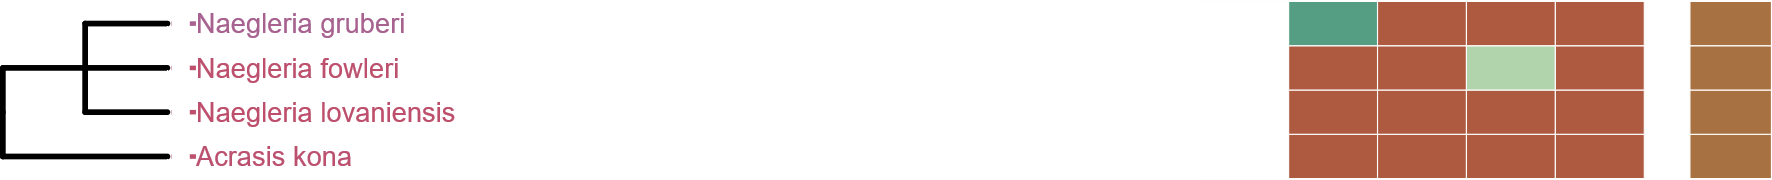 -Naegleria gruberi
-Naegleria fowleri
-Naegleria lovaniensis
-Acrasis kona